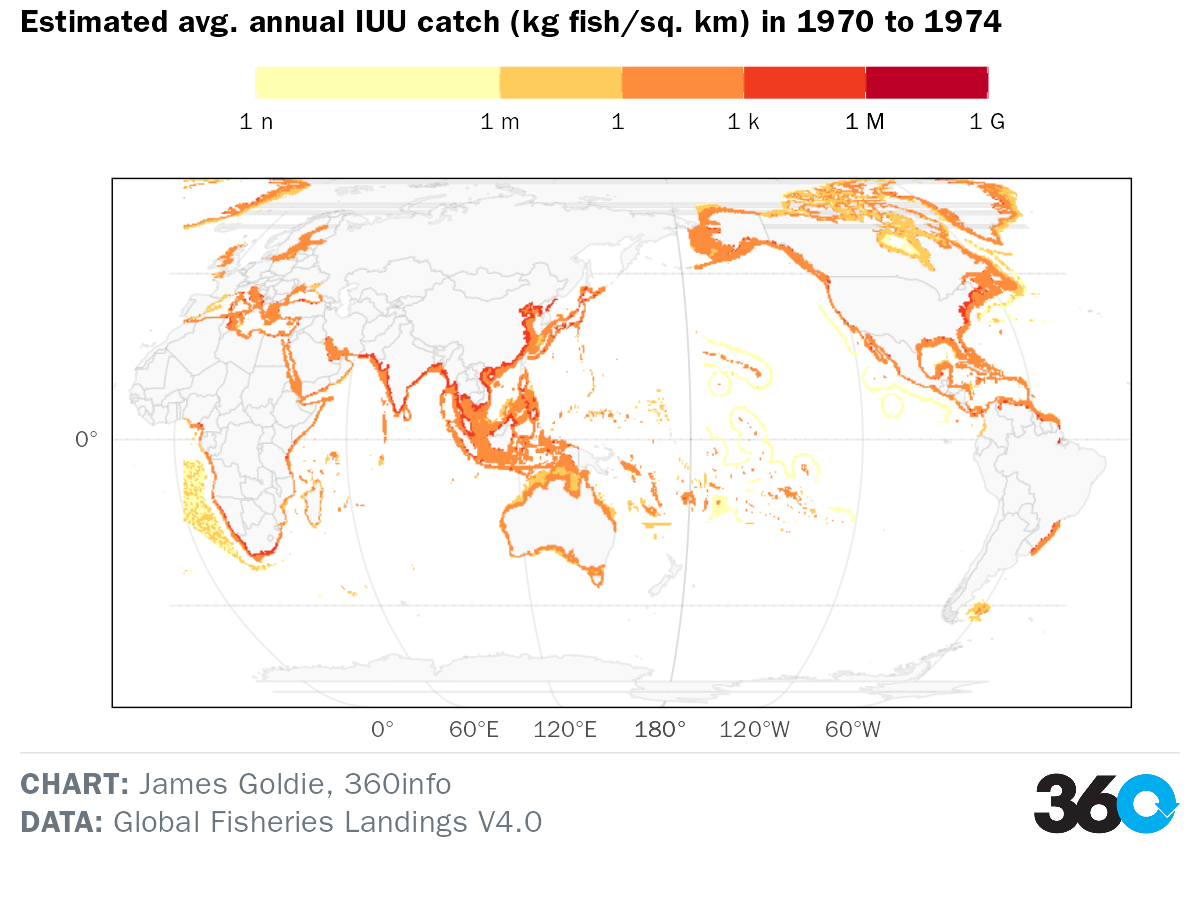 Estimated avg. annual IUU catch (kg fish/sq. km) in 1970 to 1974
1 n 1 m 1 1 k 1 M 1 G
0°
0° 60°E 120°E 180° 120°W 60°W
CHART: James Goldie, 360info
DATA: Global Fisheries Landings V4.0
360